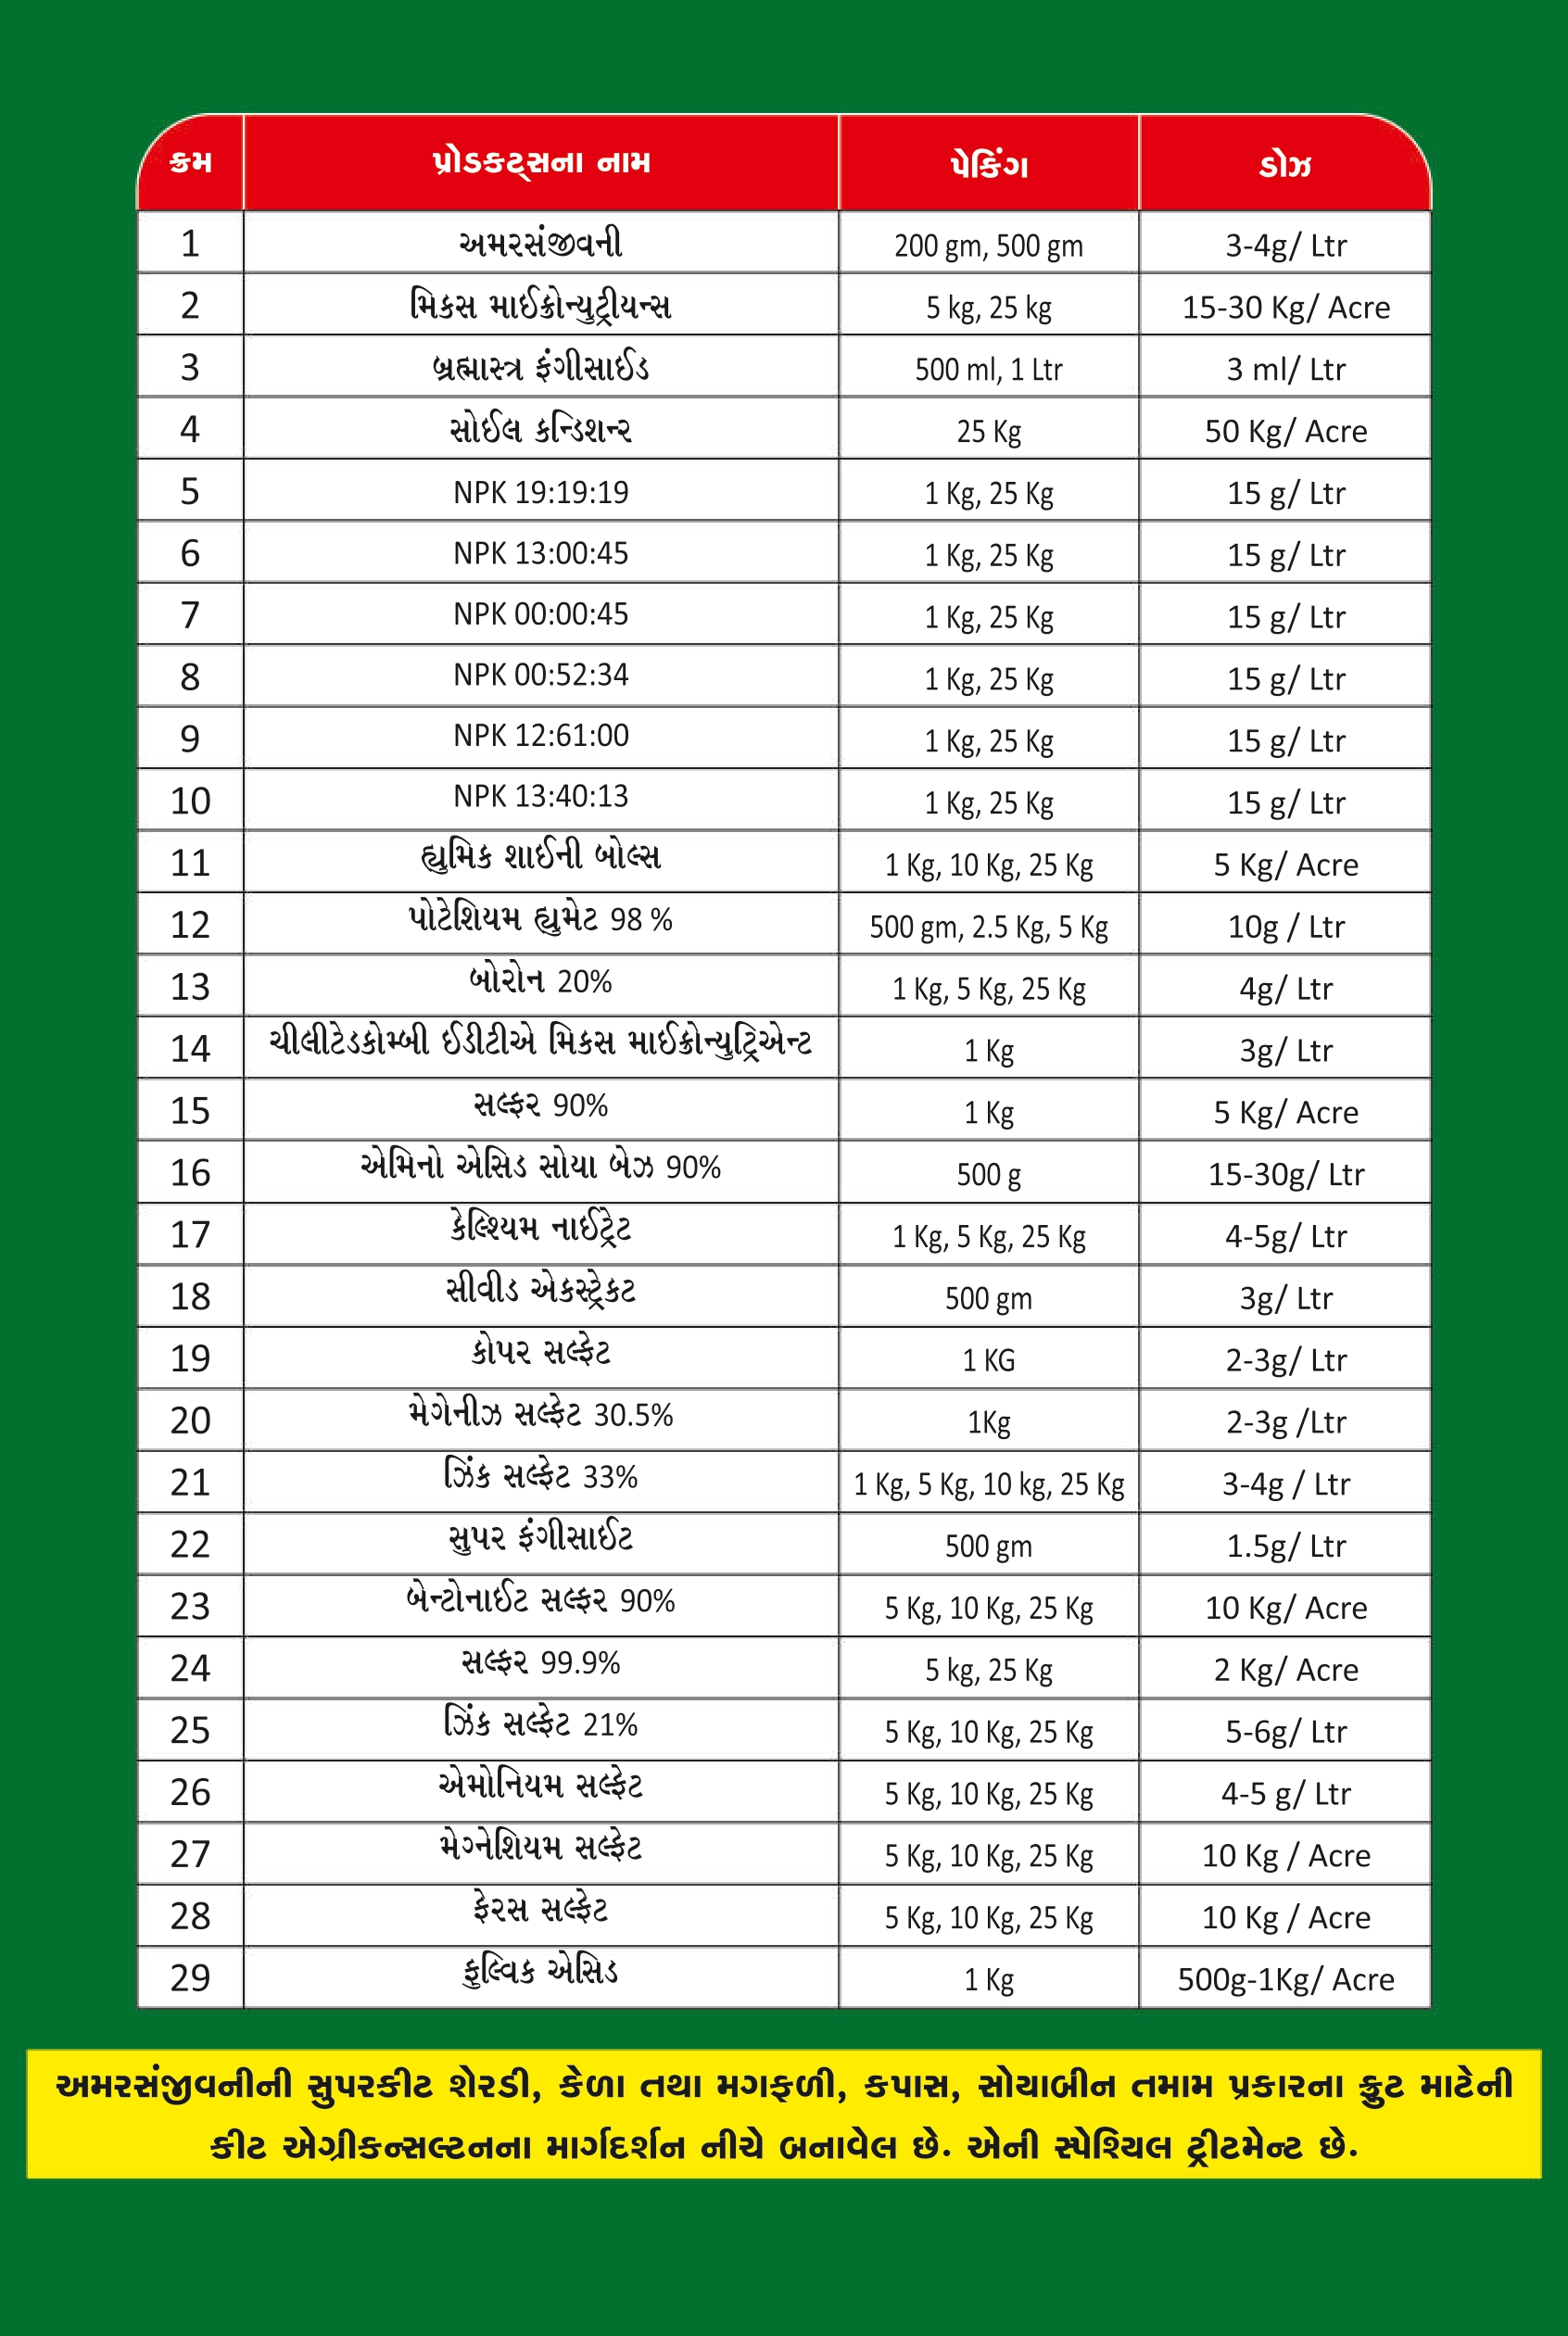 ક્રમ પ્રોડક્ટ્સના નામ પેકિંગ ડોઝ
1 અમરસંજીવની 200 gm, 500 gm 3-4g/ Ltr
2 મિક્સ માઈક્રોન્યુટ્રીયન્સ 5 kg, 25 kg 15-30 Kg/ Acre
3 બ્રહ્માસ્ત્ર ફંગીસાઈડ 500 ml, 1 Ltr 3 ml/ Ltr
4 સોઈલ કન્ડિશન્ર 25 Kg 50 Kg/ Acre
5 NPK 19:19:19 1 Kg, 25 Kg 15 g/ Ltr
6 NPK 13:00:45 1 Kg, 25 Kg 15 g/ Ltr
7 NPK 00:00:45 1 Kg, 25 Kg 15 g/ Ltr
8 NPK 00:52:34 1 Kg, 25 Kg 15 g/ Ltr
9 NPK 12:61:00 1 Kg, 25 Kg 15 g/ Ltr
10 NPK 13:40:13 1 Kg, 25 Kg 15 g/ Ltr
11 હ્યુમિક શાઈની બોલ્સ 1 Kg, 10 Kg, 25 Kg 5 Kg/ Acre
12 પોટેશિયમ હ્યુમેટ 98 % 500 gm, 2.5 Kg, 5 Kg 10g / Ltr
13 બોરોન 20% 1 Kg, 5 Kg, 25 Kg 4g/ Ltr
14 ચીલીટેડકોમ્બી ઈડીટીએ મિક્સ માઈક્રોન્યુટ્રિએન્ટ 1 Kg 3g/ Ltr
15 સલ્ફર 90% 1 Kg 5 Kg/ Acre
16 એમિનો એસિડ સોયા બેઝ 90% 500 g 15-30g/ Ltr
17 કેલ્શિયમ નાઈટ્રેટ 1 Kg, 5 Kg, 25 Kg 4-5g/ Ltr
18 સીવીડ એકસ્ટ્રેકટ 500 gm 3g/ Ltr
19 કોપર સલ્ફેટ 1 KG 2-3g/ Ltr
20 મેગેનીઝ સલ્ફેટ 30.5% 1Kg 2-3g /Ltr
21 ઝિંક સલ્ફેટ 33% 1 Kg, 5 Kg, 10 kg, 25 Kg 3-4g / Ltr
22 સુપર ફંગીસાઈટ 500 gm 1.5g/ Ltr
23 બેન્ટોનાઈટ સલ્ફર 90% 5 Kg, 10 Kg, 25 Kg 10 Kg/ Acre
24 સલ્ફર 99.9% 5 kg, 25 Kg 2 Kg/ Acre
25 ઝિંક સલ્ફેટ 21% 5 Kg, 10 Kg, 25 Kg 5-6g/ Ltr
26 એમોનિયમ સલ્ફેટ 5 Kg, 10 Kg, 25 Kg 4-5 g/ Ltr
27 મેગ્નેશિયમ સલ્ફેટ 5 Kg, 10 Kg, 25 Kg 10 Kg / Acre
28 ફેરસ સલ્ફેટ 5 Kg, 10 Kg, 25 Kg 10 Kg / Acre
29 ફુલ્વિક એસિડ 1 Kg 500g-1Kg/ Acre
અમરસંજીવનીની સુપરકીટ શેરડી, કેળા તથા મગફળી, કપાસ, સોયાબીન તમામ પ્રકારના ફ્રુટ માટેની
કીટ એગ્રીકન્સલ્ટનના માર્ગદર્શન નીચે બનાવેલ છે. એની સ્પેશ્યિલ ટ્રીટમેન્ટ છે.